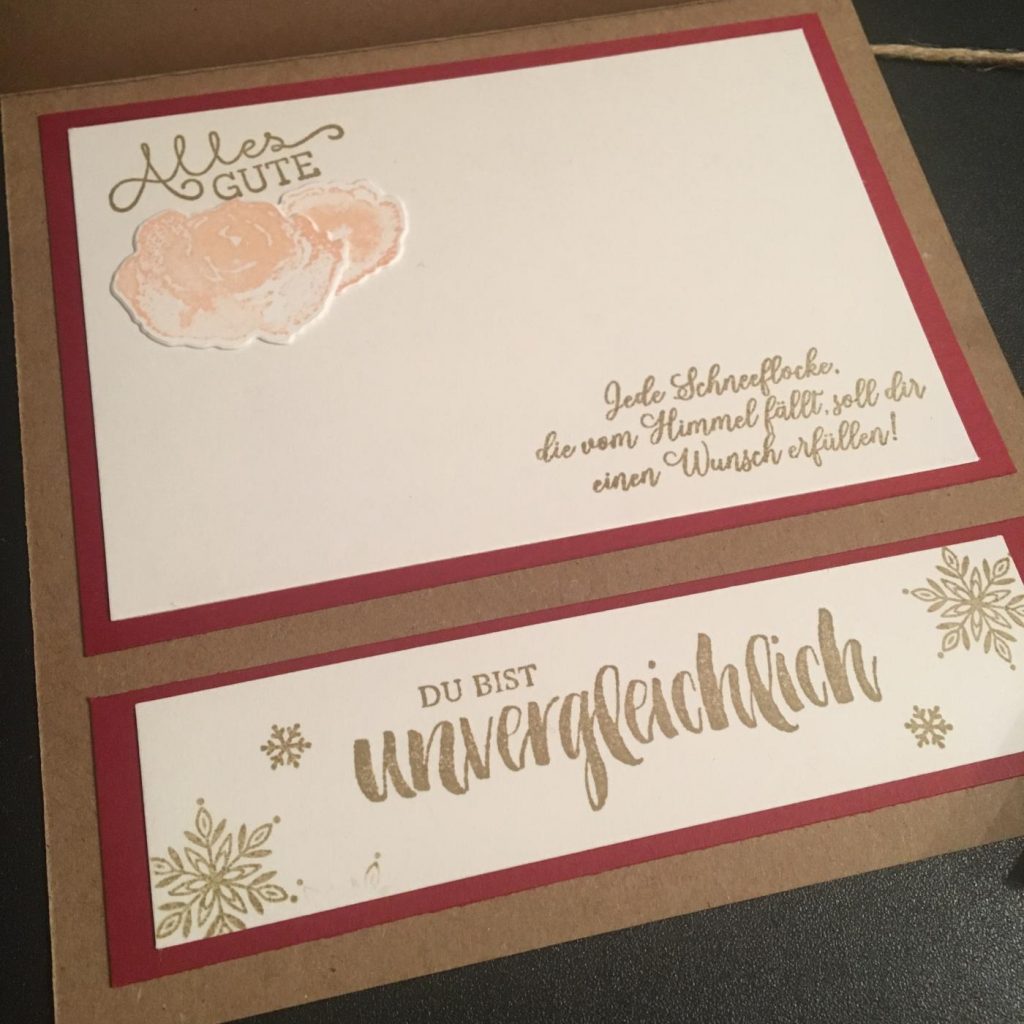 Alles
GUTE
Jede Schneeflocke,
die vom Himmel fällt, soll dir
einen Wunsch erfüllen!
DU BIST
unvergleichlich